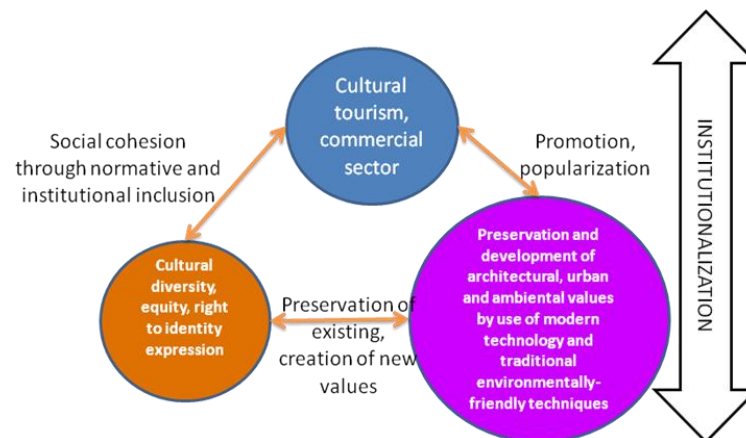 Cultural
tourism,
commercial
sector
Social cohesion
through normative and
institutional inclusion
Promotion,
popularization
INSTITUTIONALIZATION
Cultural
diversity,
equity, right
to identity
expression
Preservation of
existing,
creation of new
values
Preservation and
development of
architectural, urban
and ambiental values
by use of modern
technology and
traditional
environmentally-
friendly techniques